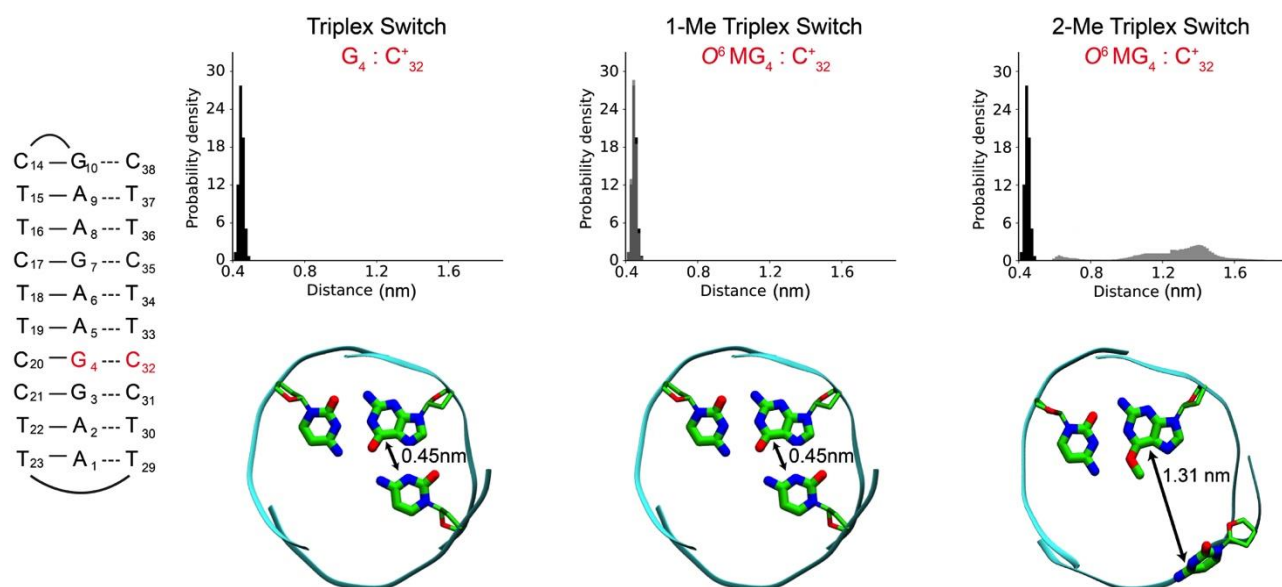 Triplex Switch
G₄ : C⁺₃₂
1-Me Triplex Switch
O⁶ MG₄ : C⁺₃₂
2-Me Triplex Switch
O⁶ MG₄ : C⁺₃₂
C₁₄ — G₁₀ --- C₃₈
T₁₅ — A₉ --- T₃₇
T₁₆ — A₈ --- T₃₆
C₁₇ — G₇ --- C₃₅
T₁₈ — A₆ --- T₃₄
T₁₉ — A₅ --- T₃₃
C₂₀ — G₄ --- C₃₂
C₂₁ — G₃ --- C₃₁
T₂₂ — A₂ --- T₃₀
T₂₃ — A₁ --- T₂₉
Probability density
30
24
18
12
6
0
0.4 0.8 1.2 1.6
Distance (nm)
Probability density
30
24
18
12
6
0
0.4 0.8 1.2 1.6
Distance (nm)
Probability density
30
24
18
12
6
0
0.4 0.8 1.2 1.6
Distance (nm)
0.45nm
0.45nm
1.31 nm